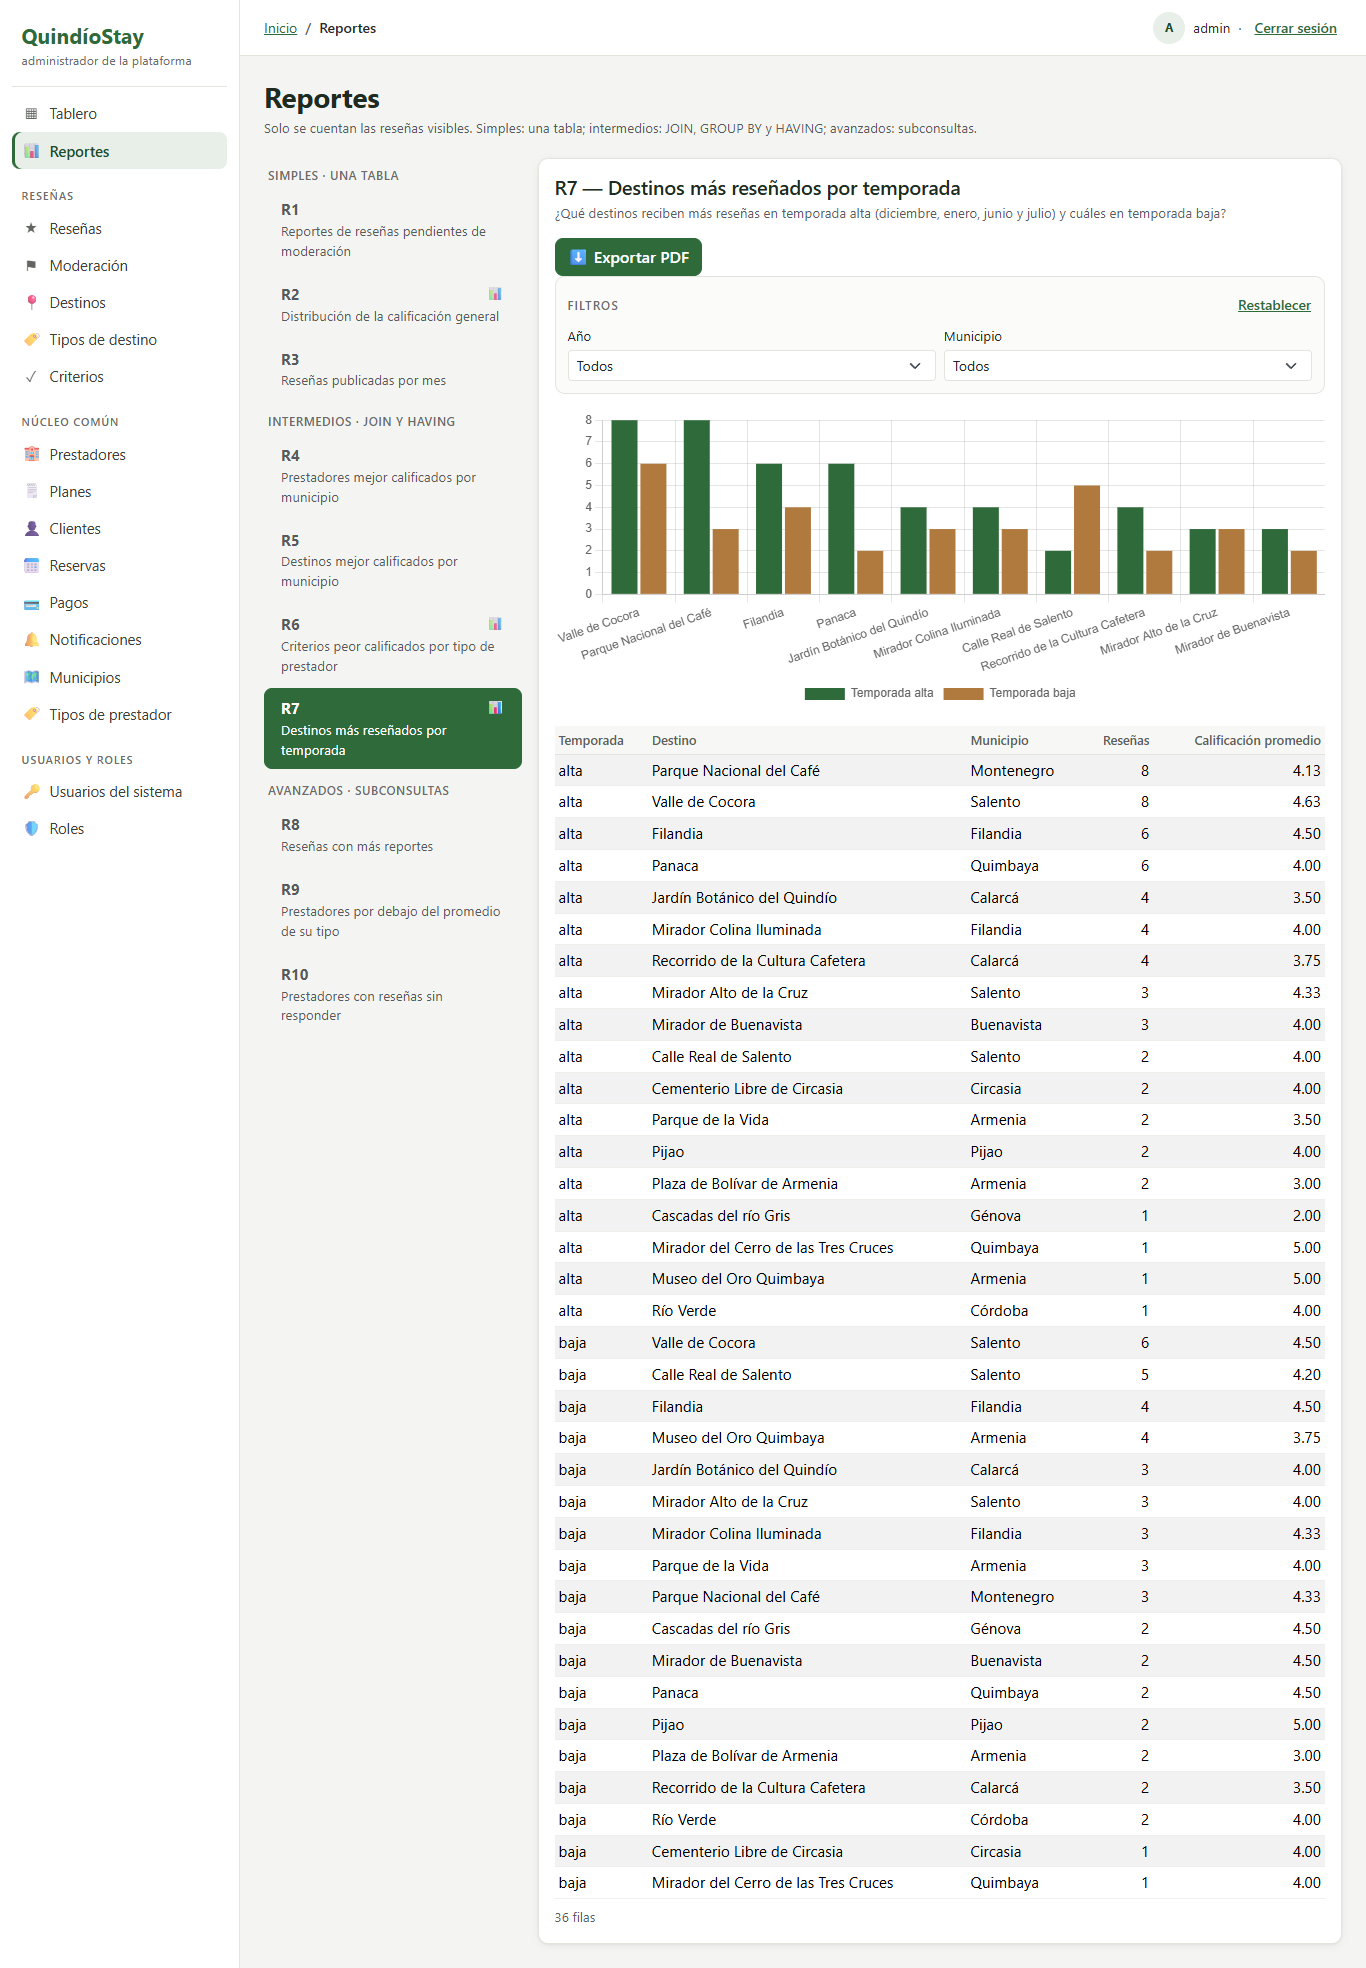 QuindíoStay
administrador de la plataforma
Tablero
Reportes
RESEÑAS
Reseñas
Moderación
Destinos
Tipos de destino
Criterios
NÚCLEO COMÚN
Prestadores
Planes
Clientes
Reservas
Pagos
Notificaciones
Municipios
Tipos de prestador
USUARIOS Y ROLES
Usuarios del sistema
Roles
Inicio / Reportes
A admin · Cerrar sesión
Reportes
Solo se cuentan las reseñas visibles. Simples: una tabla; intermedios: JOIN, GROUP BY y HAVING; avanzados: subconsultas.
SIMPLES · UNA TABLA
R1
Reportes de reseñas pendientes de
moderación
R2
Distribución de la calificación general
R3
Reseñas publicadas por mes
INTERMEDIOS · JOIN Y HAVING
R4
Prestadores mejor calificados por
municipio
R5
Destinos mejor calificados por
municipio
R6
Criterios peor calificados por tipo de
prestador
R7
Destinos más reseñados por
temporada
AVANZADOS · SUBCONSULTAS
R8
Reseñas con más reportes
R9
Prestadores por debajo del promedio
de su tipo
R10
Prestadores con reseñas sin
responder
R7 — Destinos más reseñados por temporada
¿Qué destinos reciben más reseñas en temporada alta (diciembre, enero, junio y julio) y cuáles en temporada baja?
Exportar PDF
FILTROS Restablecer
Año Municipio
Todos Todos
8
7
6
5
4
3
2
1
0
Valle de Cocora
Parque Nacional del Café
Filandia
Panaca
Jardín Botánico del Quindío
Mirador Colina Iluminada
Calle Real de Salento
Recorrido de la Cultura Cafetera
Mirador Alto de la Cruz
Mirador de Buenavista
Temporada alta Temporada baja
Temporada Destino Municipio Reseñas Calificación promedio
alta Parque Nacional del Café Montenegro 8 4.13
alta Valle de Cocora Salento 8 4.63
alta Filandia Filandia 6 4.50
alta Panaca Quimbaya 6 4.00
alta Jardín Botánico del Quindío Calarcá 4 3.50
alta Mirador Colina Iluminada Filandia 4 4.00
alta Recorrido de la Cultura Cafetera Calarcá 4 3.75
alta Mirador Alto de la Cruz Salento 3 4.33
alta Mirador de Buenavista Buenavista 3 4.00
alta Calle Real de Salento Salento 2 4.00
alta Cementerio Libre de Circasia Circasia 2 4.00
alta Parque de la Vida Armenia 2 3.50
alta Pijao Pijao 2 4.00
alta Plaza de Bolívar de Armenia Armenia 2 3.00
alta Cascadas del río Gris Génova 1 2.00
alta Mirador del Cerro de las Tres Cruces Quimbaya 1 5.00
alta Museo del Oro Quimbaya Armenia 1 5.00
alta Río Verde Córdoba 1 4.00
baja Valle de Cocora Salento 6 4.50
baja Calle Real de Salento Salento 5 4.20
baja Filandia Filandia 4 4.50
baja Museo del Oro Quimbaya Armenia 4 3.75
baja Jardín Botánico del Quindío Calarcá 3 4.00
baja Mirador Alto de la Cruz Salento 3 4.00
baja Mirador Colina Iluminada Filandia 3 4.33
baja Parque de la Vida Armenia 3 4.00
baja Parque Nacional del Café Montenegro 3 4.33
baja Cascadas del río Gris Génova 2 4.50
baja Mirador de Buenavista Buenavista 2 4.50
baja Panaca Quimbaya 2 4.50
baja Pijao Pijao 2 5.00
baja Plaza de Bolívar de Armenia Armenia 2 3.00
baja Recorrido de la Cultura Cafetera Calarcá 2 3.50
baja Río Verde Córdoba 2 4.00
baja Cementerio Libre de Circasia Circasia 1 4.00
baja Mirador del Cerro de las Tres Cruces Quimbaya 1 4.00
36 filas